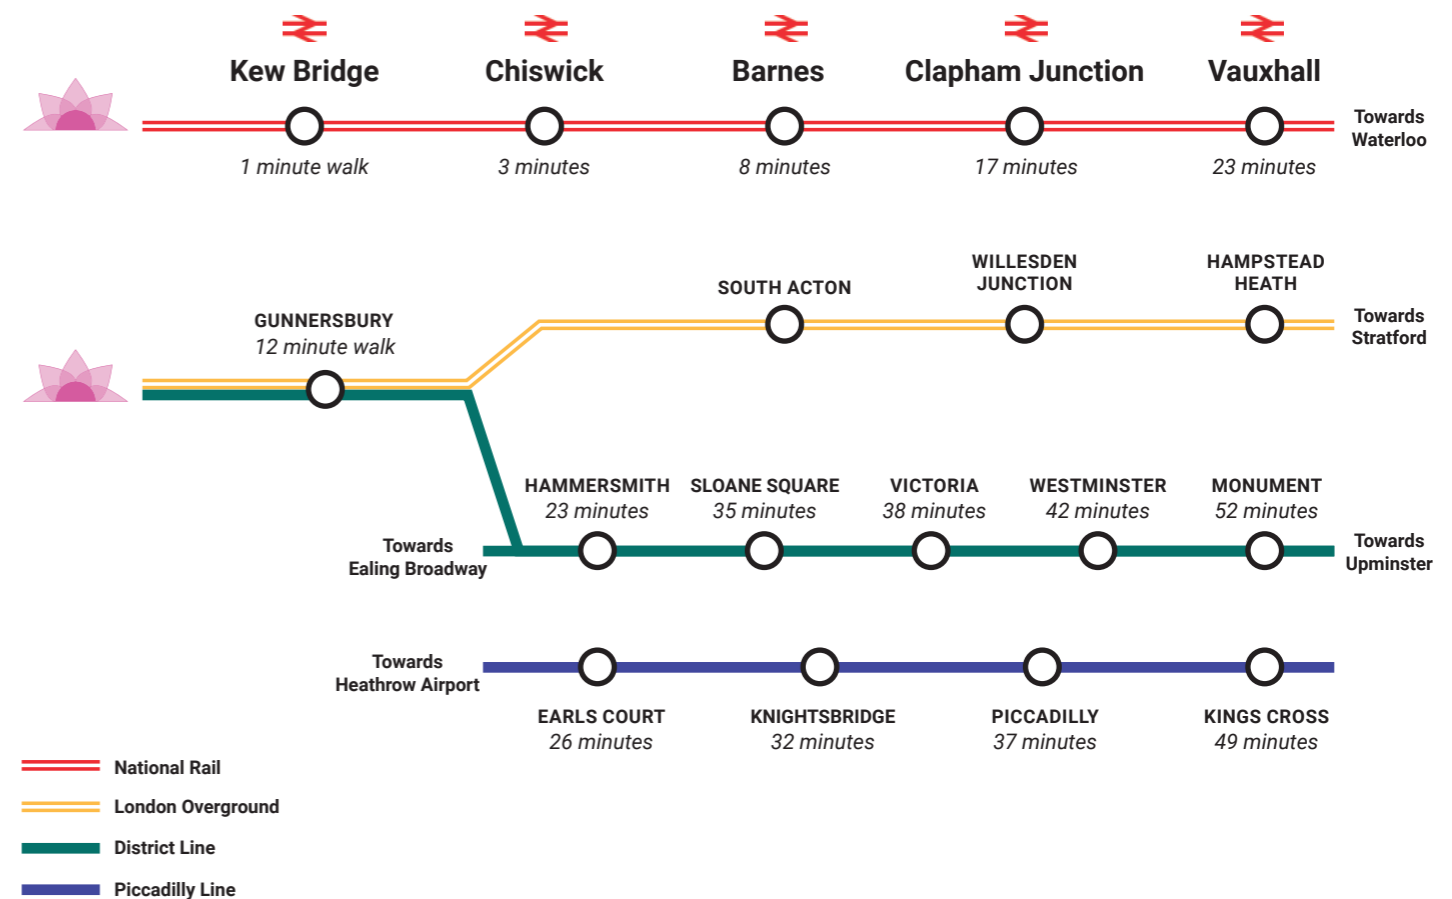 Kew Bridge
Chiswick
Barnes
Clapham Junction
Vauxhall
Towards
Waterloo
1 minute walk
3 minutes
8 minutes
17 minutes
23 minutes
GUNNERSBURY
12 minute walk
SOUTH ACTON
WILLESDEN
JUNCTION
HAMPSTEAD
HEATH
Towards
Stratford
HAMMERSMITH
23 minutes
SLOANE SQUARE
35 minutes
VICTORIA
38 minutes
WESTMINSTER
42 minutes
MONUMENT
52 minutes
Towards
Ealing Broadway
Towards
Upminster
Towards
Heathrow Airport
EARLS COURT
26 minutes
KNIGHTSBRIDGE
32 minutes
PICCADILLY
37 minutes
KINGS CROSS
49 minutes
National Rail
London Overground
District Line
Piccadilly Line